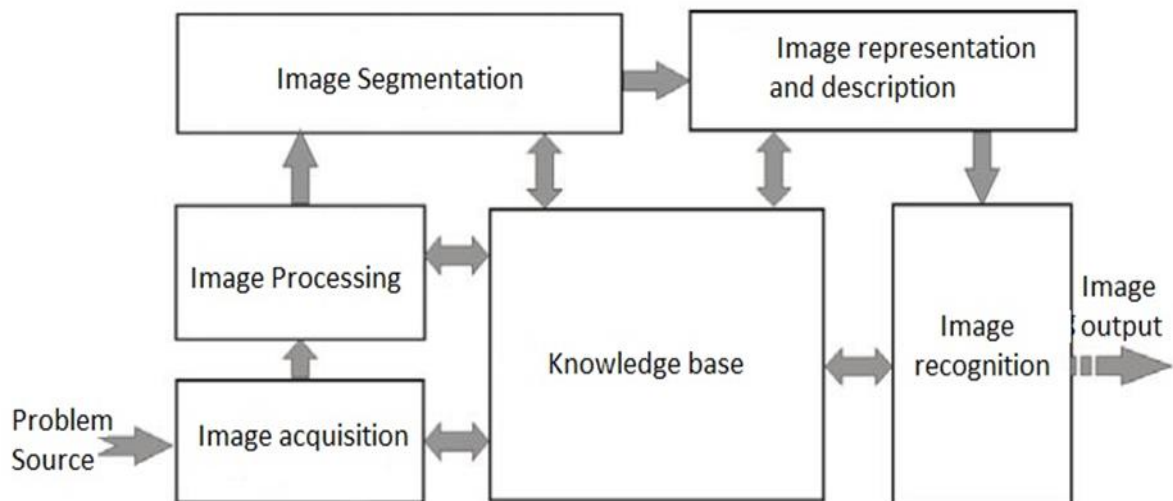 Image Segmentation
Image representation
and description
Image Processing
Knowledge base
Image
recognition
Image
output
Image acquisition
Problem
Source